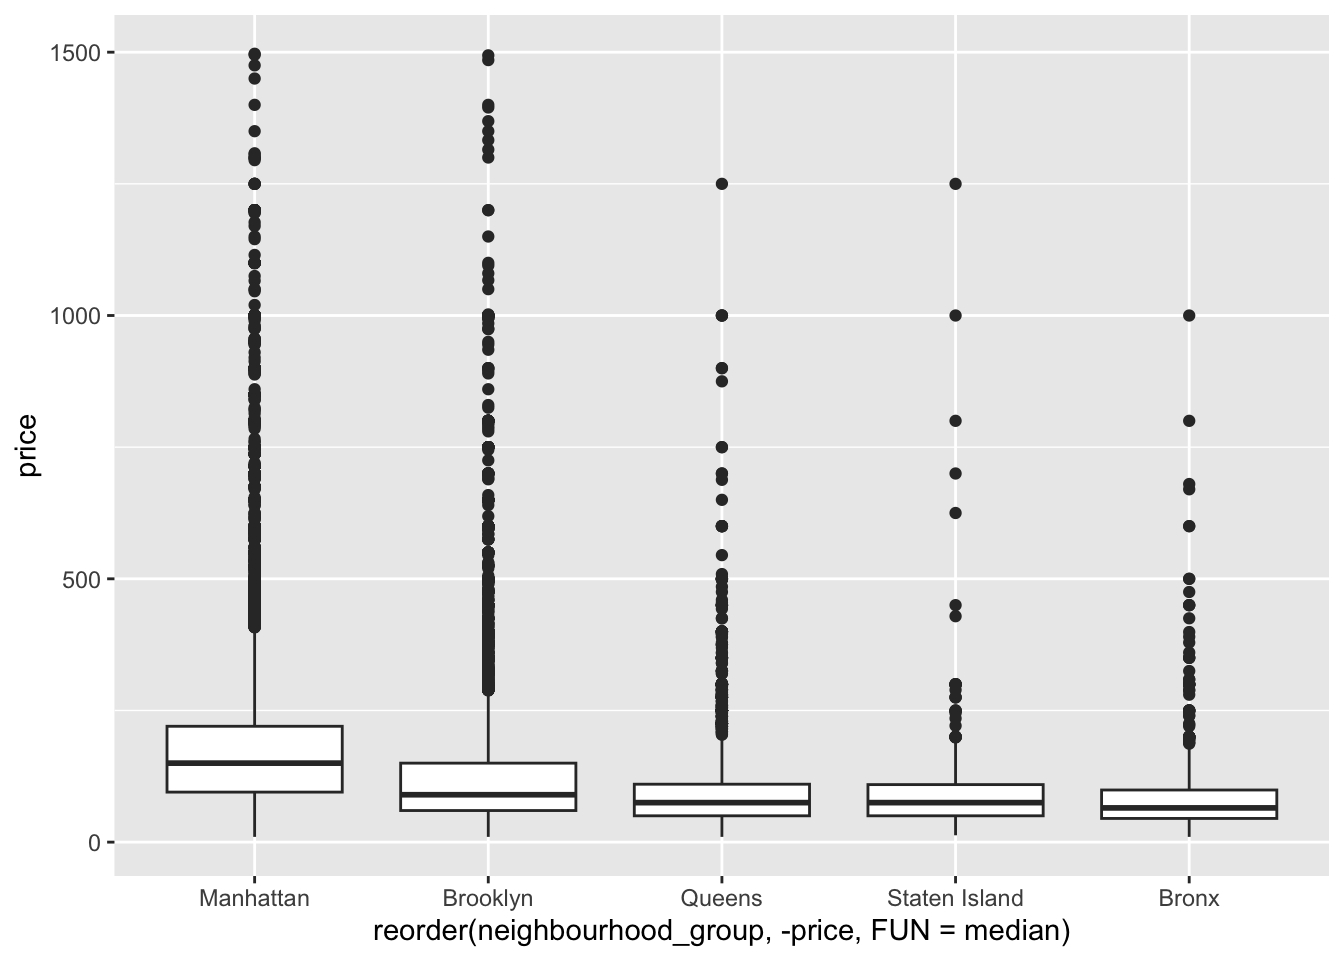 1500
1000
500
0
price
Manhattan Brooklyn Queens Staten Island Bronx
reorder(neighbourhood_group, -price, FUN = median)